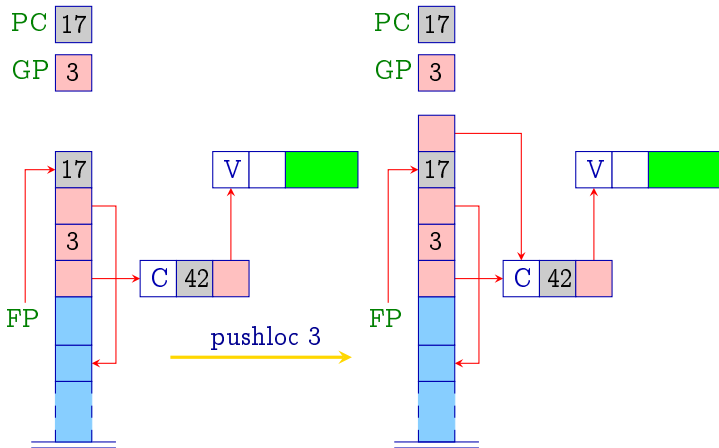 PC 17 PC 17
GP 3 GP 3
V V
17 17
3 3
C 42 C 42
FP FP
pushloc 3